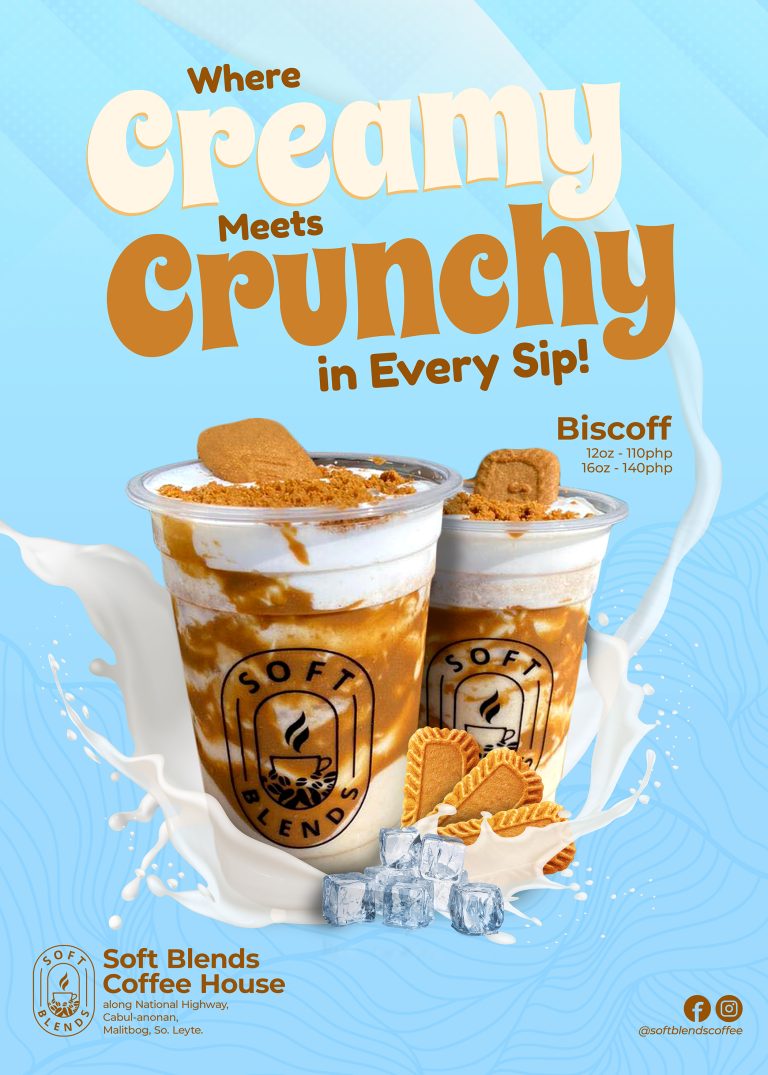 Where
Creamy
Meets
Crunchy
in Every Sip!
Biscoff
12oz - 110php
16oz - 140php
SOFT
BLENDS
SOFT
BLENDS
SOFT
BLENDS
Soft Blends
Coffee House
along National Highway,
Cabul-anonan,
Malitbog, So. Leyte.
@softblendscoffee